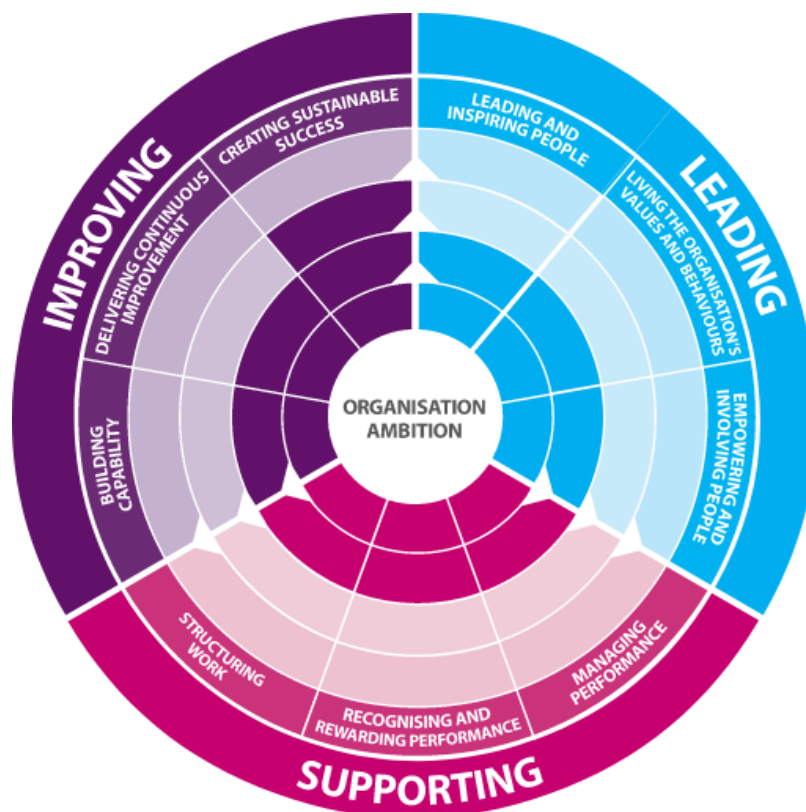 IMPROVING
LEADING
SUPPORTING
CREATING SUSTAINABLE
SUCCESS
LEADING AND
INSPIRING PEOPLE
LIVING THE ORGANISATION'S
VALUES AND BEHAVIOURS
EMPOWERING AND
INVOLVING PEOPLE
MANAGING
PERFORMANCE
RECOGNISING AND
REWARDING PERFORMANCE
STRUCTURING
WORK
BUILDING
CAPABILITY
DELIVERING CONTINUOUS
IMPROVEMENT
ORGANISATION
AMBITION